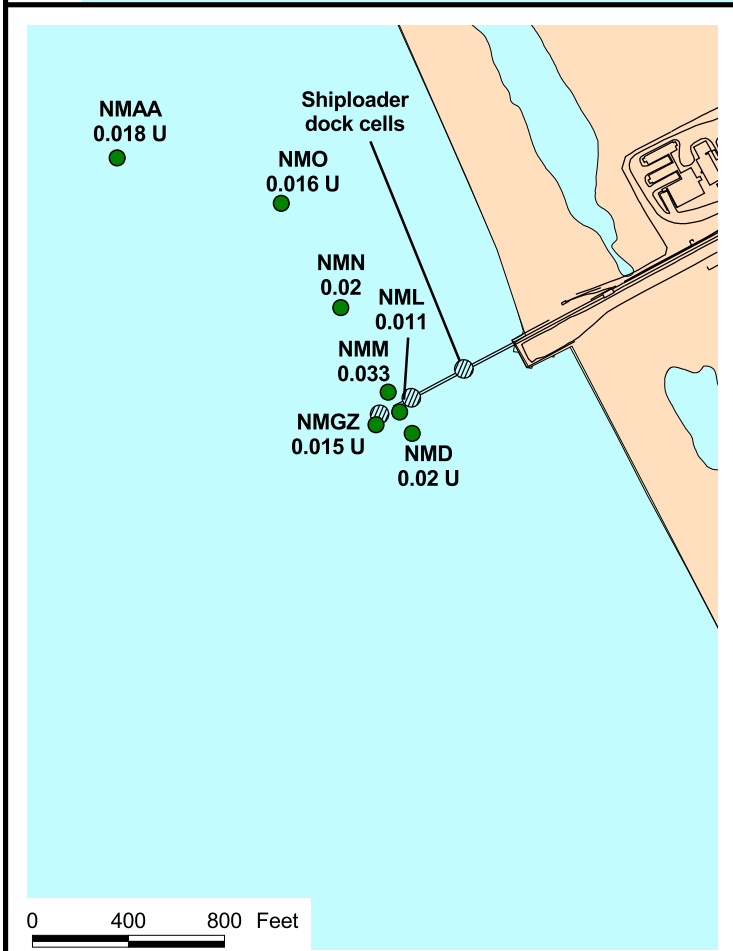 Shiploader
dock cells
NMAA
0.018 U
NMO
0.016 U
NMN
0.02
NML
0.011
NMM
0.033
NMGZ
0.015 U
NMD
0.02 U
0 400 800 Feet